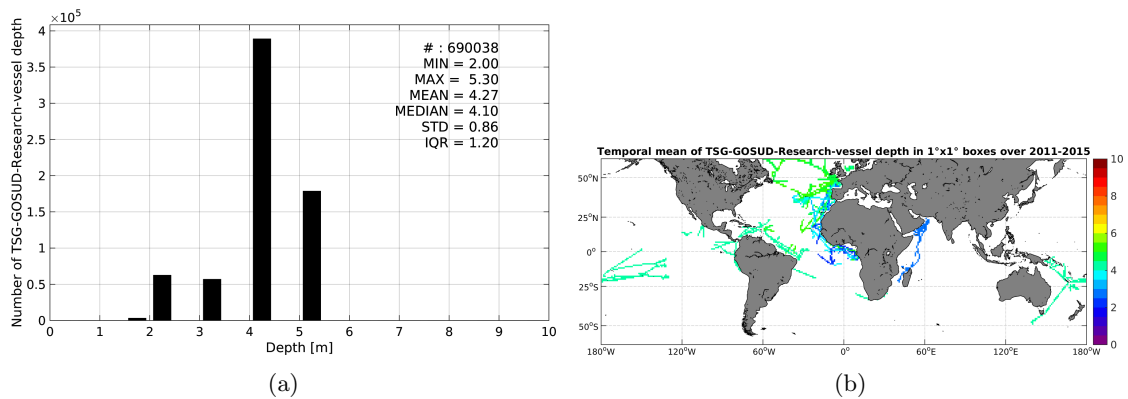 ×10⁵
4
3.5
3
2.5
2
1.5
1
0.5
0
Number of TSG-GOSUD-Research-vessel depth
# : 690038
MIN = 2.00
MAX = 5.30
MEAN = 4.27
MEDIAN = 4.10
STD = 0.86
IQR = 1.20
0 1 2 3 4 5 6 7 8 9 10
Depth [m]
(a)
Temporal mean of TSG-GOSUD-Research-vessel depth in 1°x1° boxes over 2011-2015
50°N
25°N
0°
25°S
50°S
180°W 120°W 60°W 0° 60°E 120°E 180°E
10
8
6
4
2
0
(b)